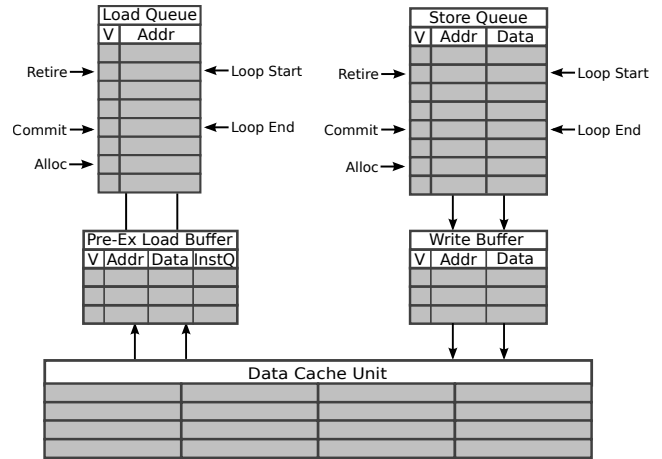 Load Queue
V Addr
Retire
Loop Start
Commit
Loop End
Alloc
Store Queue
V Addr Data
Retire
Loop Start
Commit
Loop End
Alloc
Pre-Ex Load Buffer
V Addr Data InstQ
Write Buffer
V Addr Data
Data Cache Unit